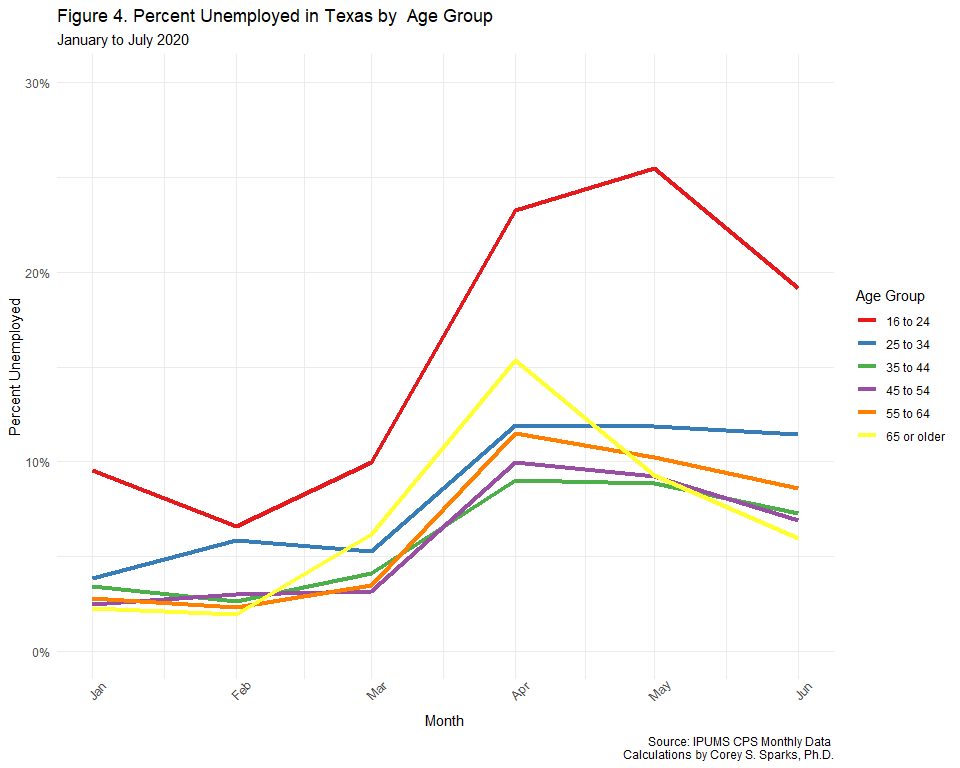 Figure 4. Percent Unemployed in Texas by  Age Group
January to July 2020
30%
20%
10%
0%
Percent Unemployed
Jan
Feb
Mar
Apr
May
Jun
Month
Age Group
16 to 24
25 to 34
35 to 44
45 to 54
55 to 64
65 or older
Source: IPUMS CPS Monthly Data
Calculations by Corey S. Sparks, Ph.D.